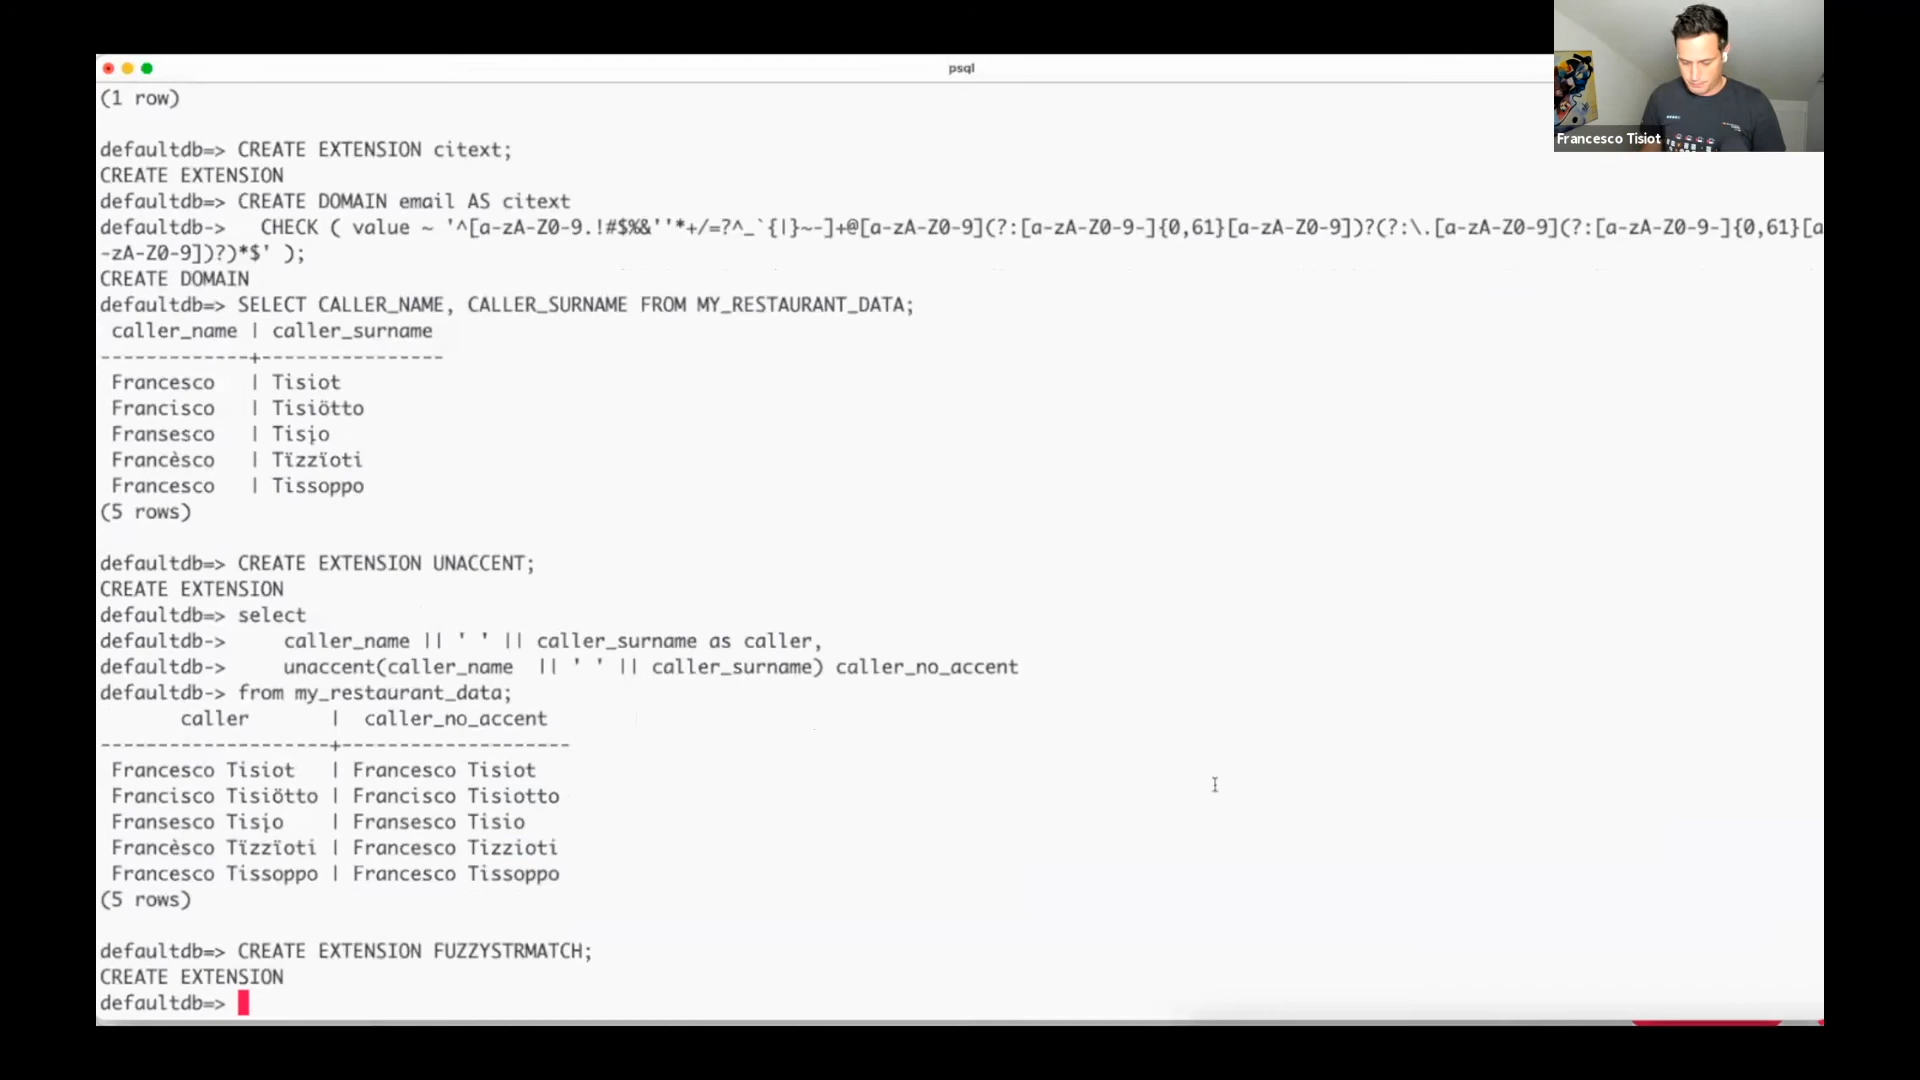 psql
Francesco Tisiot
(1 row)
defaultdb=> CREATE EXTENSION citext;
CREATE EXTENSION
defaultdb=> CREATE DOMAIN email AS citext
defaultdb->   CHECK ( value ~ '^[a-zA-Z0-9.!#$%&''*+/=?^_`{|}~-]+@[a-zA-Z0-9](?:[a-zA-Z0-9-]{0,61}[a-zA-Z0-9])?(?:\.[a-zA-Z0-9](?:[a-zA-Z0-9-]{0,61}[a
-zA-Z0-9])?)*$' );
CREATE DOMAIN
defaultdb=> SELECT CALLER_NAME, CALLER_SURNAME FROM MY_RESTAURANT_DATA;
 caller_name | caller_surname
-------------+----------------
 Francesco   | Tisiot
 Francisco   | Tisiötto
 Fransesco   | Tisįo
 Francèsco   | Tïzzïoti
 Francesco   | Tissoppo
(5 rows)
defaultdb=> CREATE EXTENSION UNACCENT;
CREATE EXTENSION
defaultdb=> select
defaultdb->     caller_name || ' ' || caller_surname as caller,
defaultdb->     unaccent(caller_name  || ' ' || caller_surname) caller_no_accent
defaultdb-> from my_restaurant_data;
       caller       |  caller_no_accent
--------------------+--------------------
 Francesco Tisiot   | Francesco Tisiot
 Francisco Tisiötto | Francisco Tisiotto
 Fransesco Tisįo    | Fransesco Tisio
 Francèsco Tïzzïoti | Francesco Tizzioti
 Francesco Tissoppo | Francesco Tissoppo
(5 rows)
defaultdb=> CREATE EXTENSION FUZZYSTRMATCH;
CREATE EXTENSION
defaultdb=>